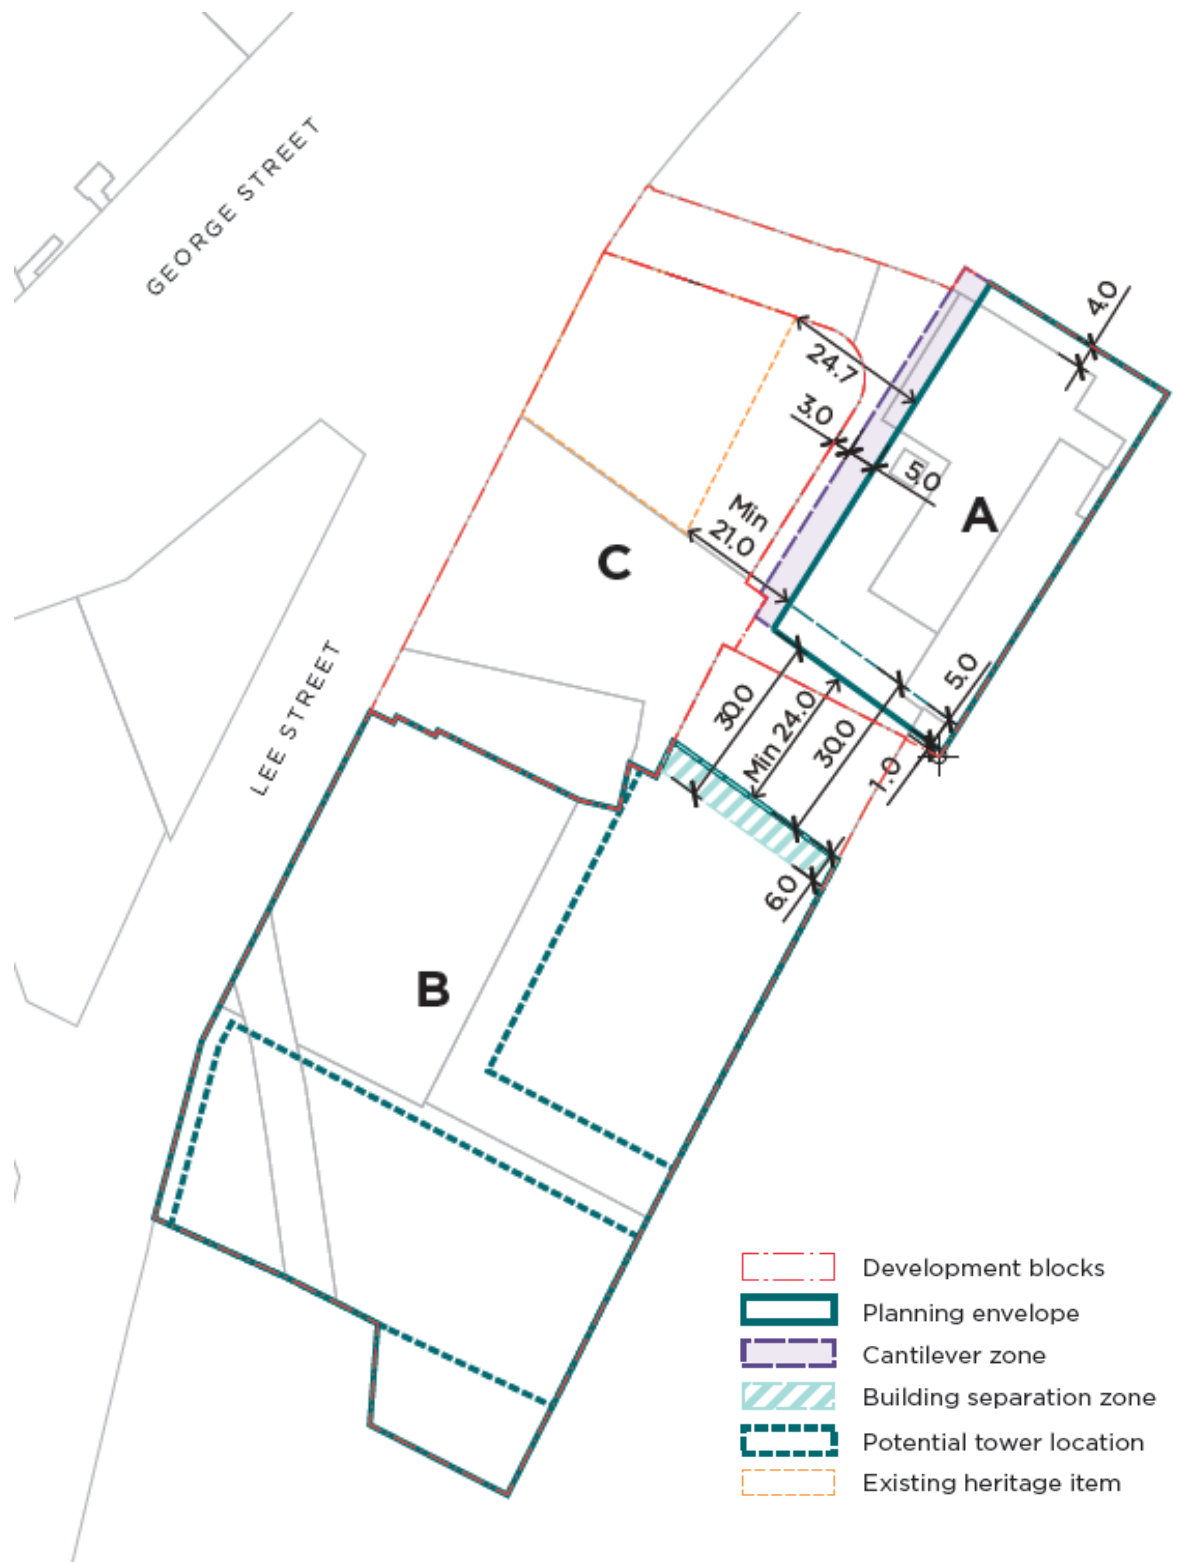 GEORGE STREET
4.0
24.7
3.0
5.0
A
Min
21.0
C
LEE STREET
30.0
Min 24.0
30.0
5.0
1.0
6.0
B
Development blocks
Planning envelope
Cantilever zone
Building separation zone
Potential tower location
Existing heritage item